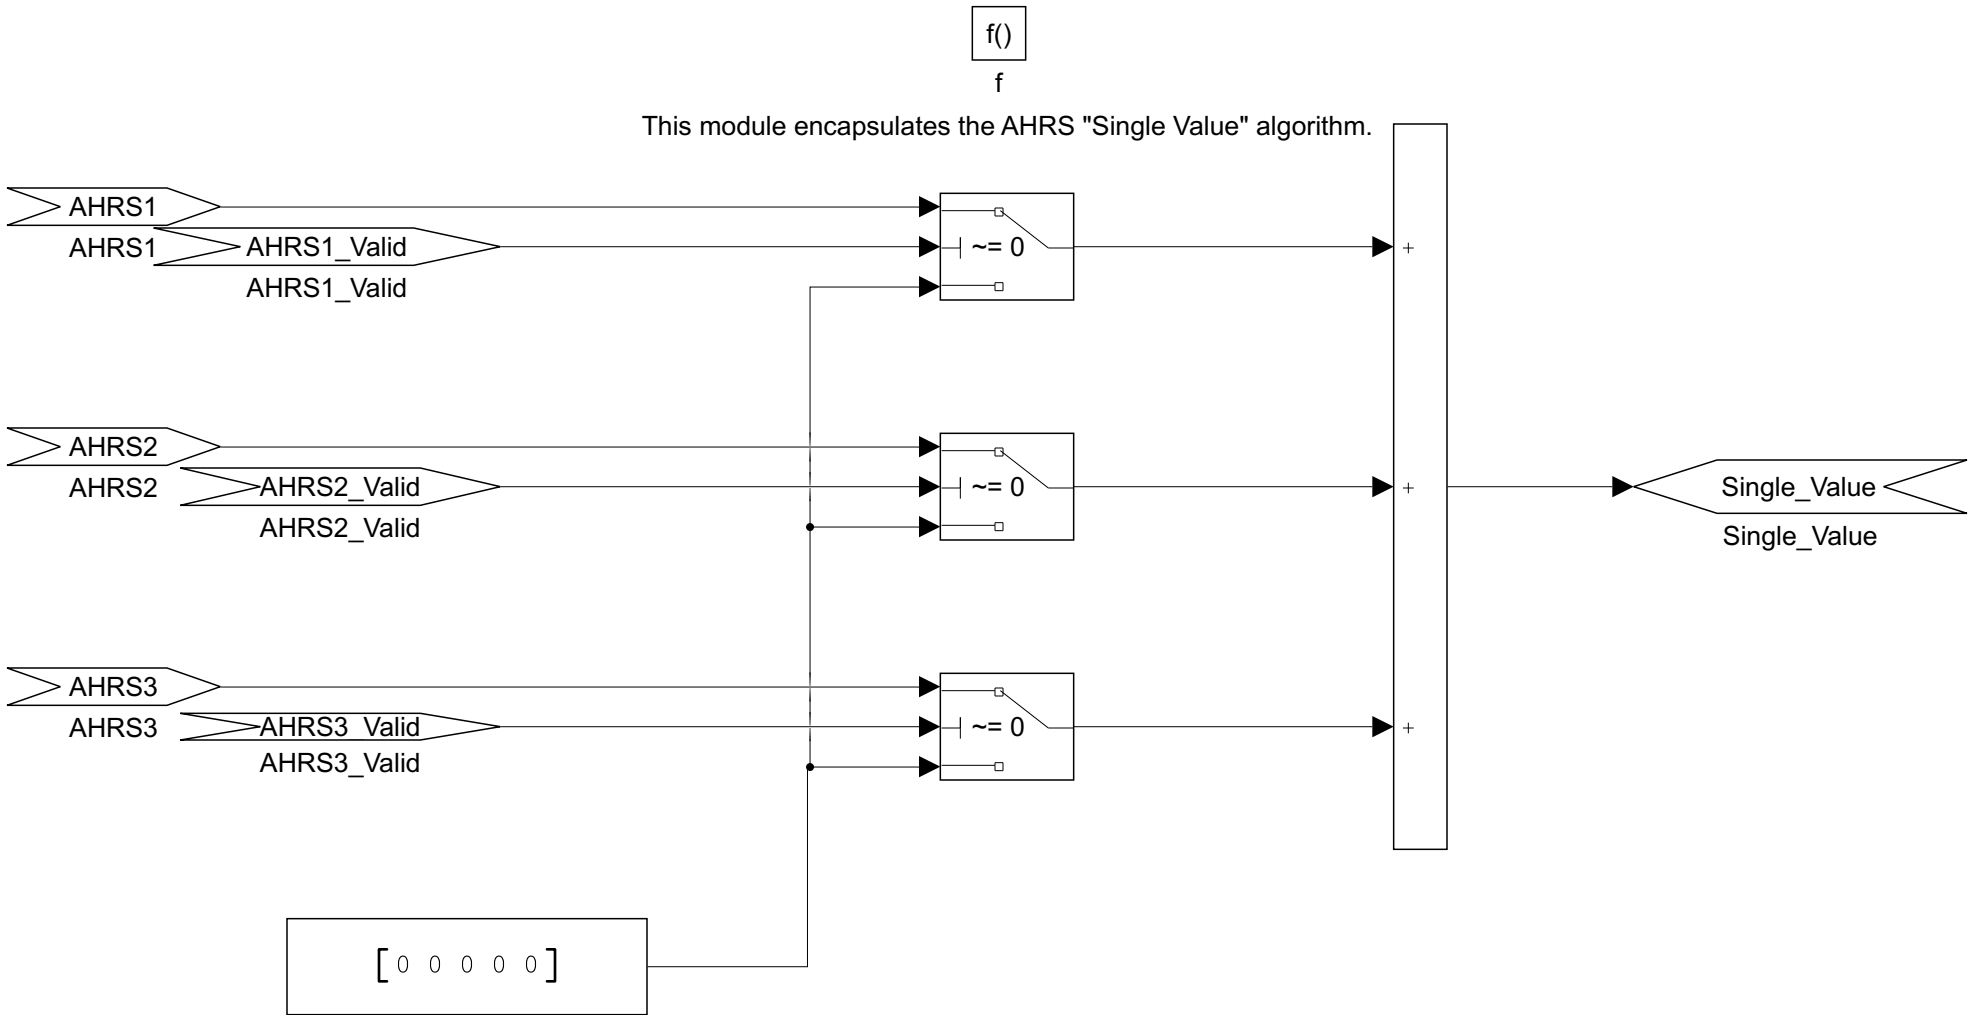 f()
f
This module encapsulates the AHRS "Single Value" algorithm.
AHRS1
AHRS1
AHRS1_Valid
AHRS1_Valid
~= 0
+
AHRS2
AHRS2
AHRS2_Valid
AHRS2_Valid
~= 0
+
Single_Value
Single_Value
AHRS3
AHRS3
AHRS3_Valid
AHRS3_Valid
~= 0
+
[0 0 0 0 0]